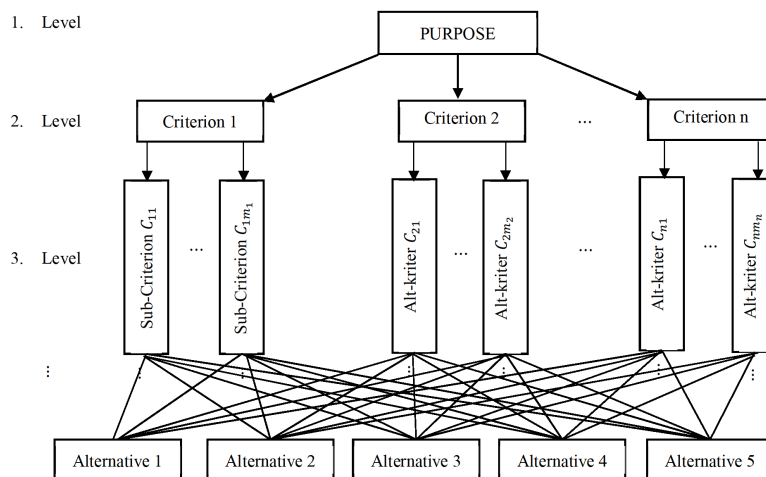 1. Level
PURPOSE
2. Level
Criterion 1
Criterion 2
...
Criterion n
3. Level
Sub-Criterion C₁₁
...
Sub-Criterion C₁ₘ₁
Alt-kriter C₂₁
...
Alt-kriter C₂ₘ₂
...
Alt-kriter Cₙ₁
...
Alt-kriter Cₙₘₙ
⋮
⋮
⋮
⋮
⋮
⋮
⋮
Alternative 1
Alternative 2
Alternative 3
Alternative 4
Alternative 5